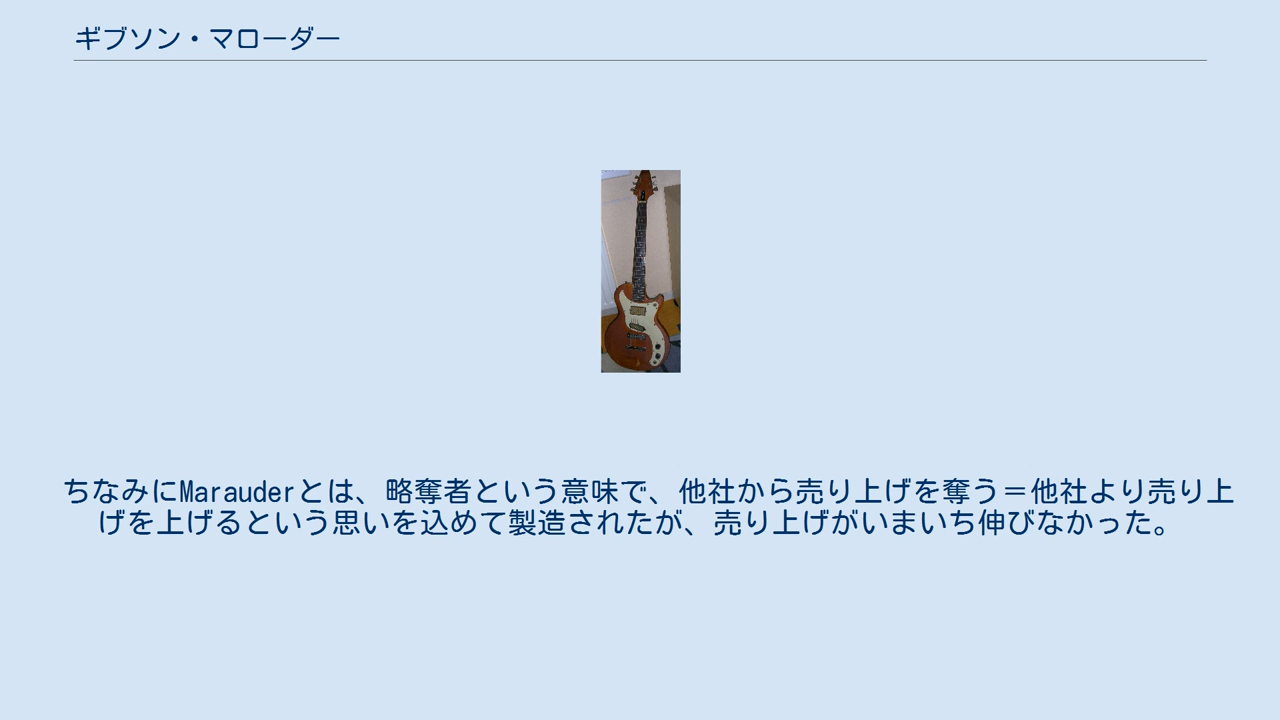 ギブソン・マローダー
ちなみにMarauderとは、略奪者という意味で、他社から売り上げを奪う＝他社より売り上
げを上げるという思いを込めて製造されたが、売り上げがいまいち伸びなかった。